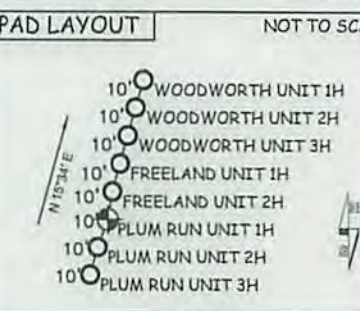 PAD LAYOUT
NOT TO SC
10' WOODWORTH UNIT 1H
10' WOODWORTH UNIT 2H
10' WOODWORTH UNIT 3H
10' FREELAND UNIT 1H
10' FREELAND UNIT 2H
10' PLUM RUN UNIT 1H
10' PLUM RUN UNIT 2H
10' PLUM RUN UNIT 3H
N 15°34' E